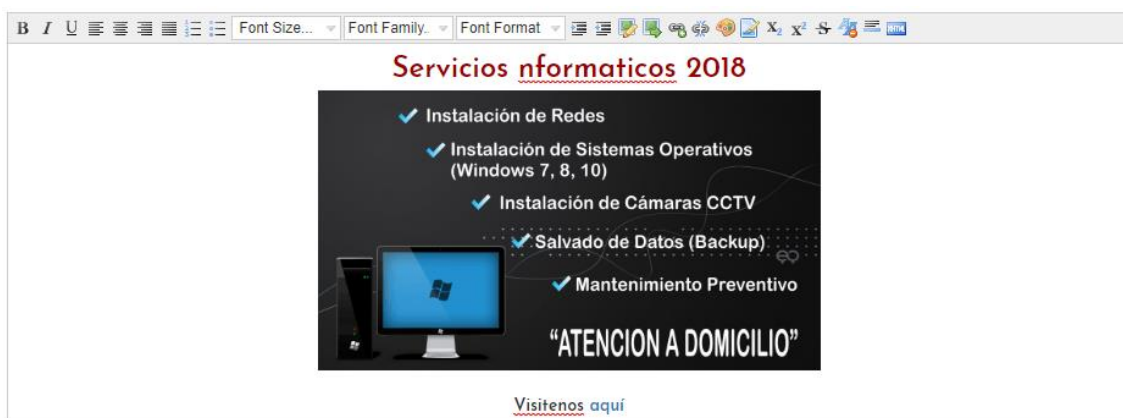 B I U Font Size... Font Family.. Font Format X₂ X² S HTML
Servicios nformaticos 2018
Instalación de Redes
Instalación de Sistemas Operativos
(Windows 7, 8, 10)
Instalación de Cámaras CCTV
Salvado de Datos (Backup)
Mantenimiento Preventivo
“ATENCION A DOMICILIO”
Visitenos aquí